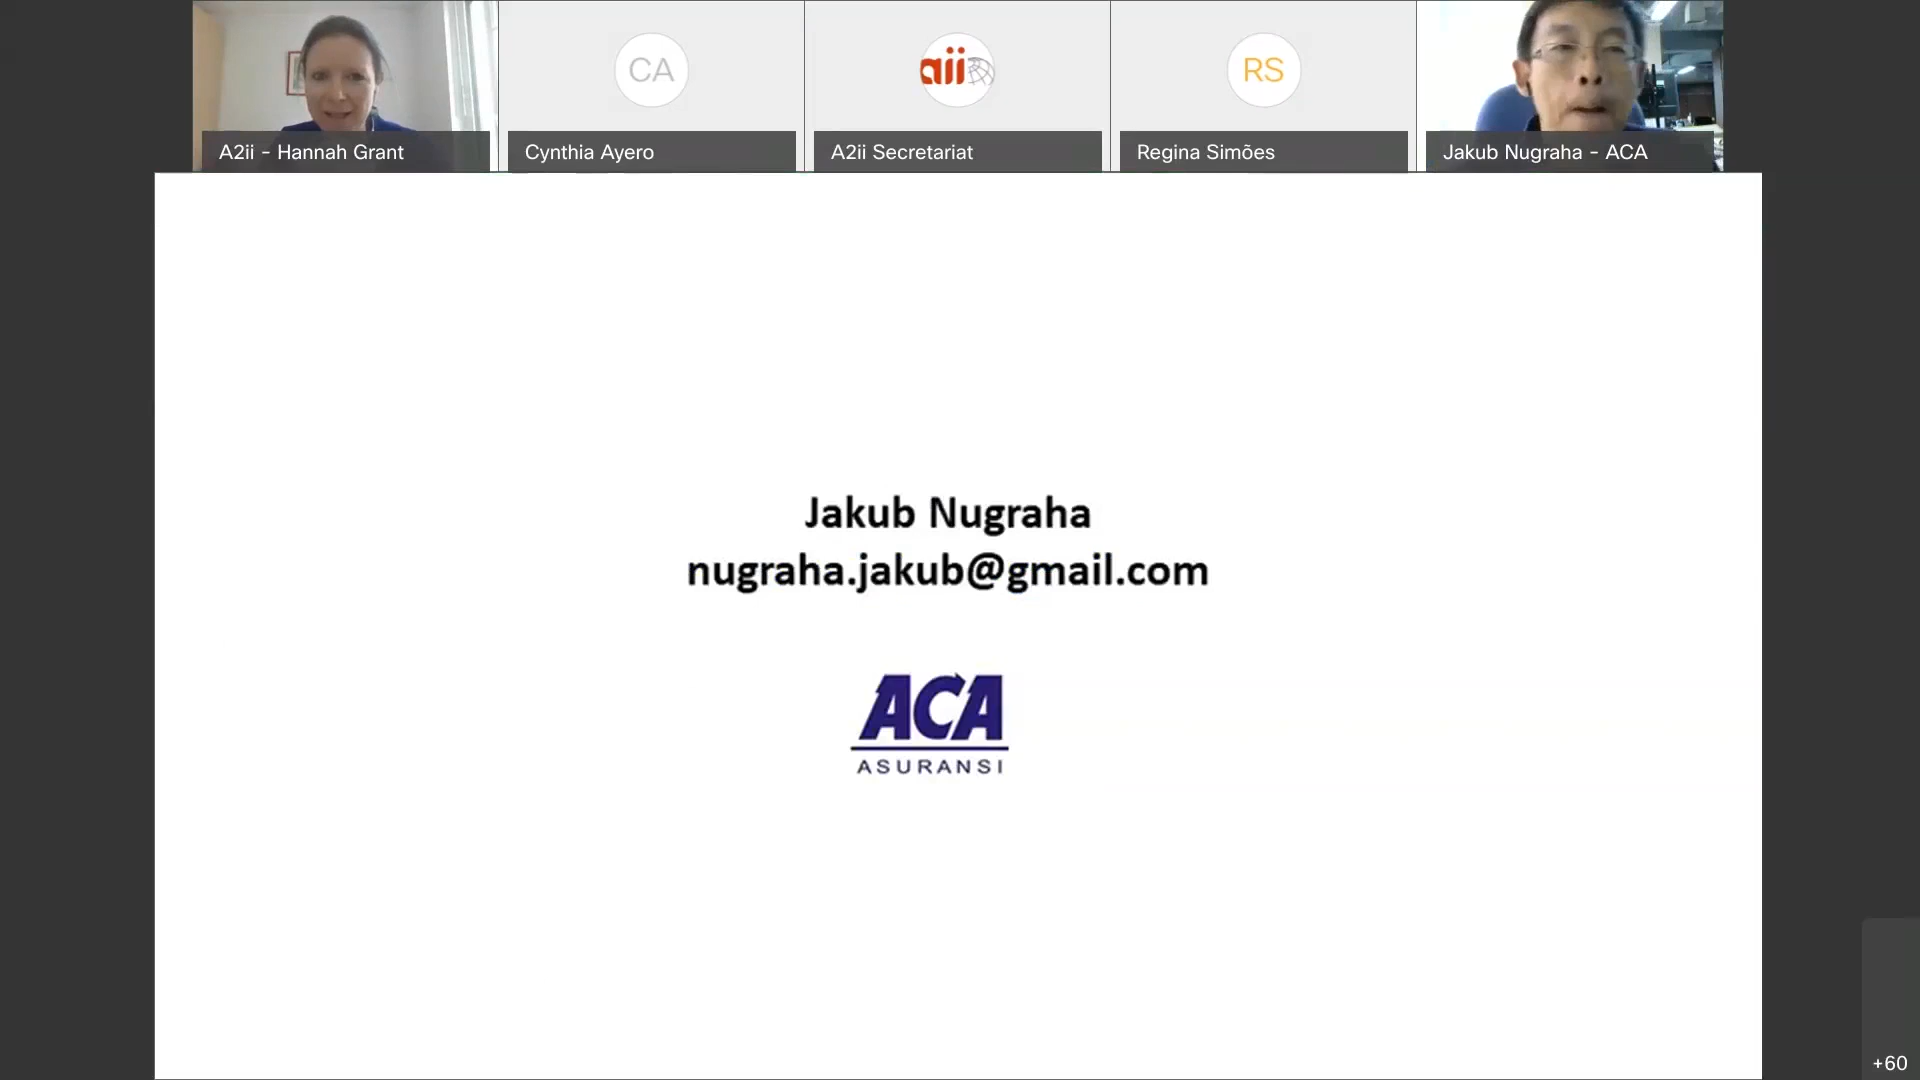 A2ii - Hannah Grant
CA
Cynthia Ayero
aii
A2ii Secretariat
RS
Regina Simões
Jakub Nugraha - ACA
Jakub Nugraha
nugraha.jakub@gmail.com
ACA
ASURANSI
+60